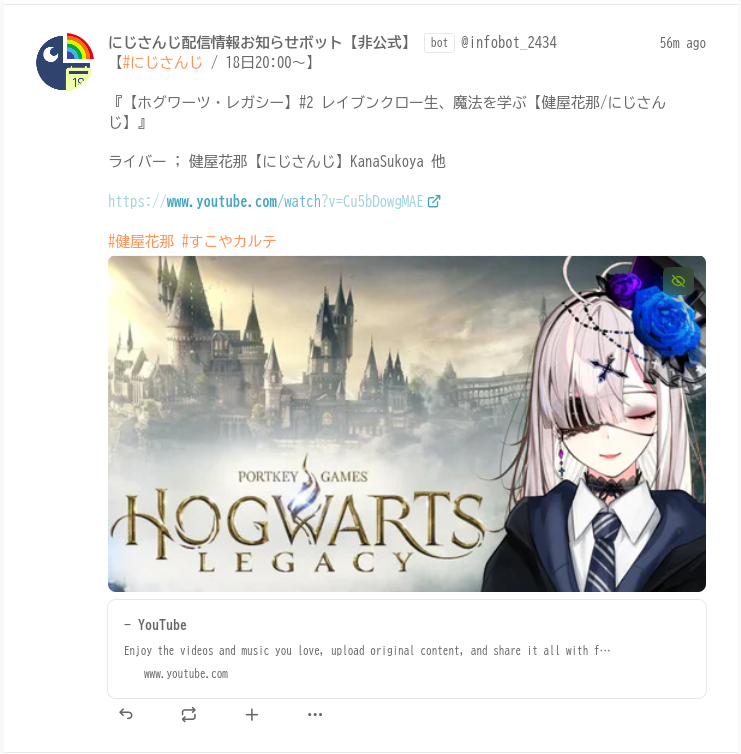 にじさんじ配信情報お知らせボット【非公式】 bot @infobot_2434 56m ago
【#にじさんじ / 18日20:00～】
『【ホグワーツ・レガシー】#2 レイブンクロー生、魔法を学ぶ【健屋花那/にじさん
じ】』
ライバー ； 健屋花那【にじさんじ】KanaSukoya 他
https://www.youtube.com/watch?v=Cu5bDowgMAE
#健屋花那 #すこやカルテ
PORTKEY GAMES
HOGWARTS
LEGACY
- YouTube
Enjoy the videos and music you love, upload original content, and share it all with f…
www.youtube.com